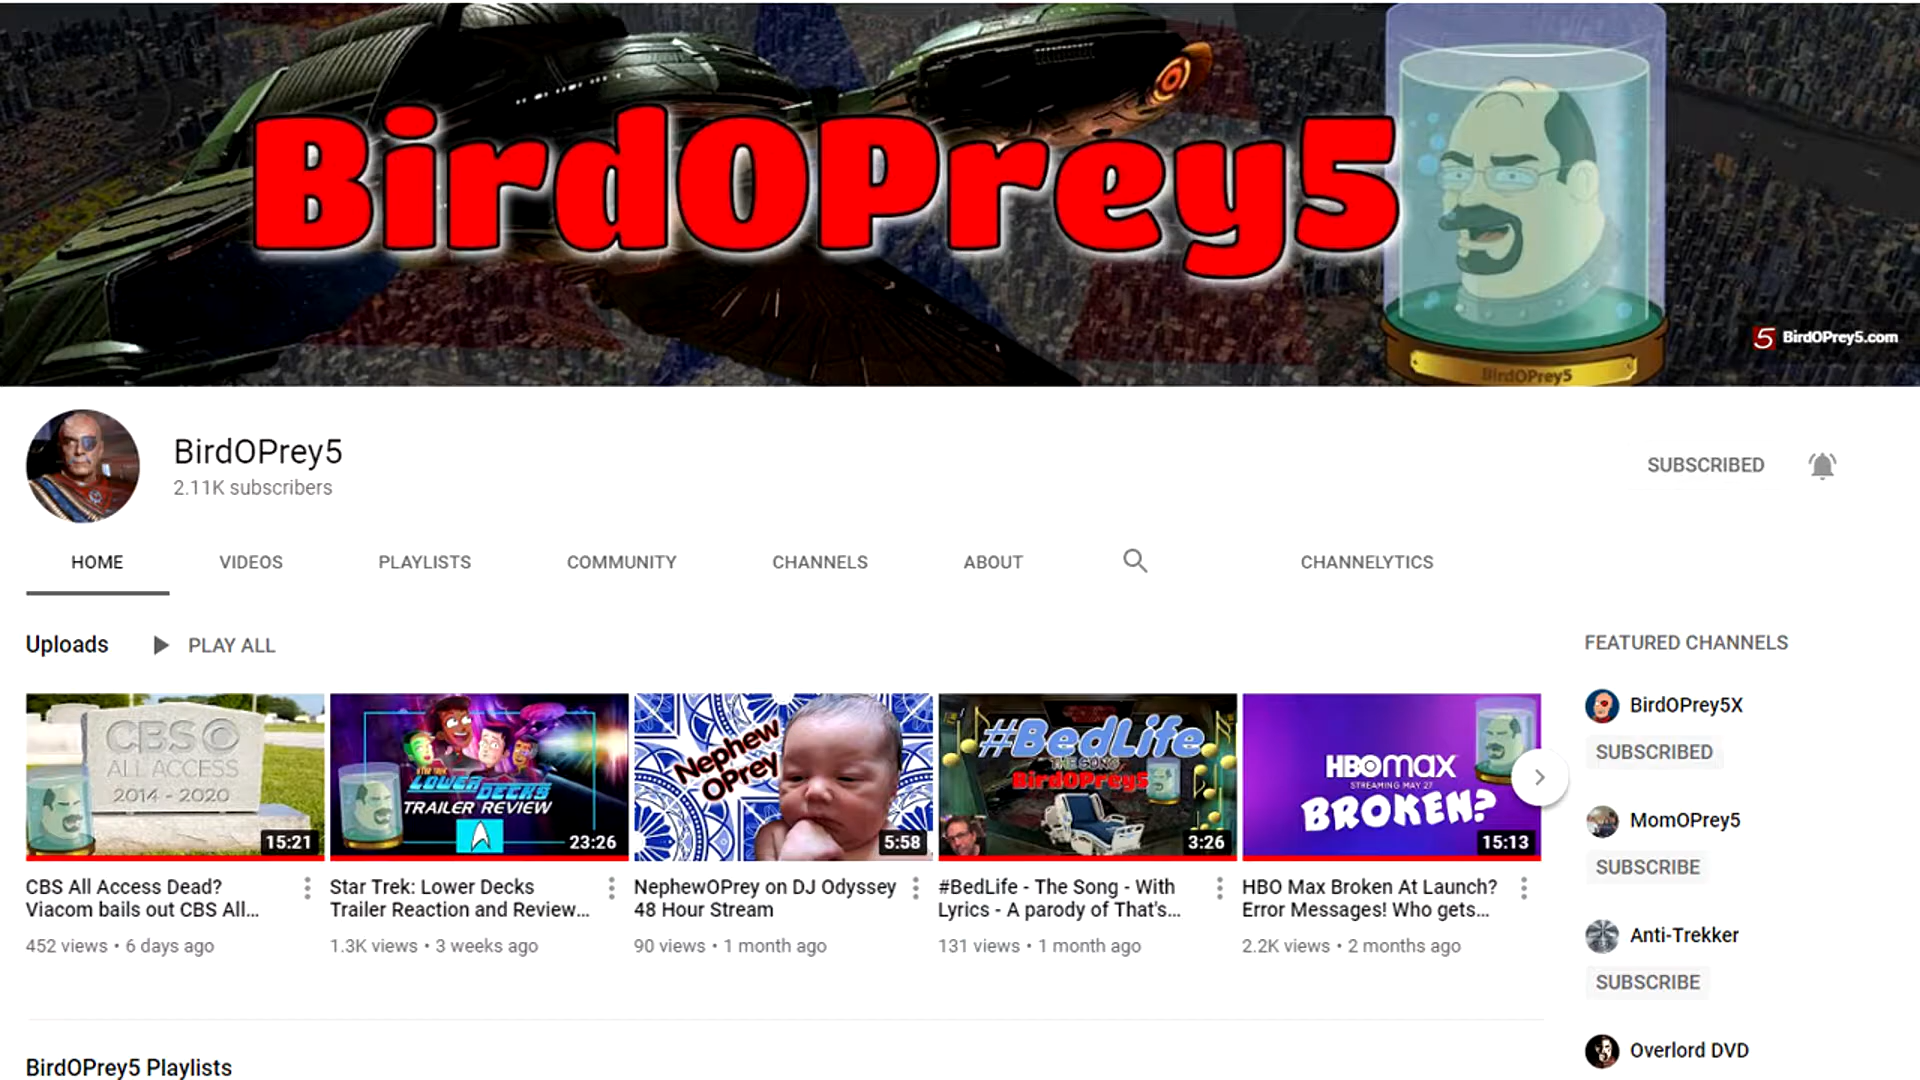 BirdOPrey5
BirdOPrey5
5 BirdOPrey5.com
BirdOPrey5
2.11K subscribers
SUBSCRIBED
HOME
VIDEOS
PLAYLISTS
COMMUNITY
CHANNELS
ABOUT
CHANNELYTICS
Uploads
PLAY ALL
CBS
ALL ACCESS
2014 - 2020
15:21
CBS All Access Dead?
Viacom bails out CBS All...
452 views • 6 days ago
STAR TREK
LOWER DECKS
TRAILER REVIEW
23:26
Star Trek: Lower Decks
Trailer Reaction and Review...
1.3K views • 3 weeks ago
Nephew
OPrey
5:58
NephewOPrey on DJ Odyssey
48 Hour Stream
90 views • 1 month ago
#BedLife
THE SONG
BirdOPrey5
3:26
#BedLife - The Song - With
Lyrics - A parody of That's...
131 views • 1 month ago
HBOMAX
STREAMING MAY 27
BROKEN?
15:13
HBO Max Broken At Launch?
Error Messages! Who gets...
2.2K views • 2 months ago
FEATURED CHANNELS
BirdOPrey5X
SUBSCRIBED
MomOPrey5
SUBSCRIBE
Anti-Trekker
SUBSCRIBE
Overlord DVD
BirdOPrey5 Playlists